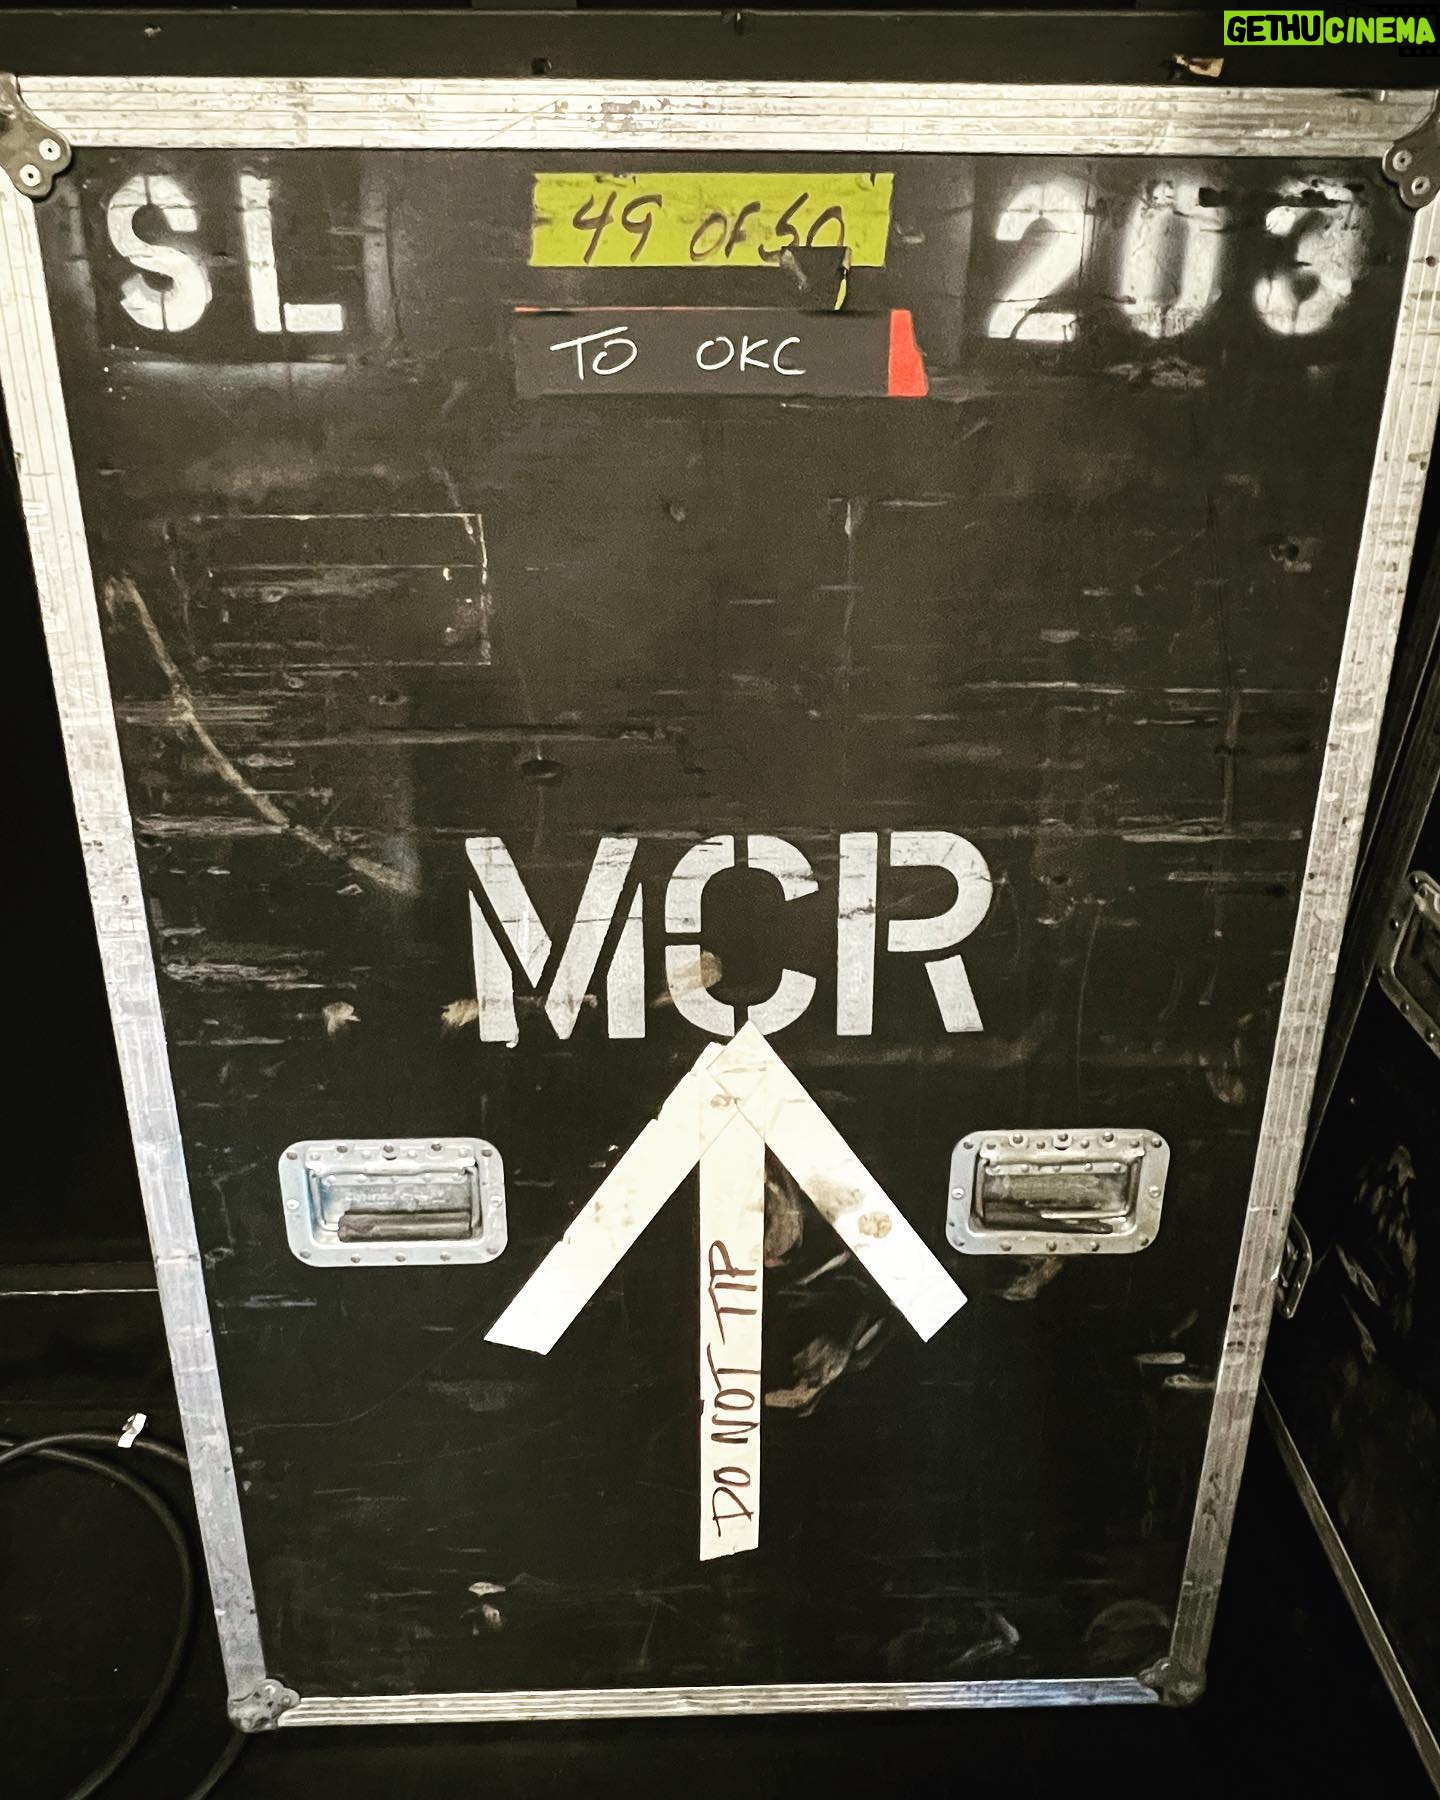 GETHUCINEMA
SL
49 OF 50
203
TO OKC
MCR
DO NOT TIP